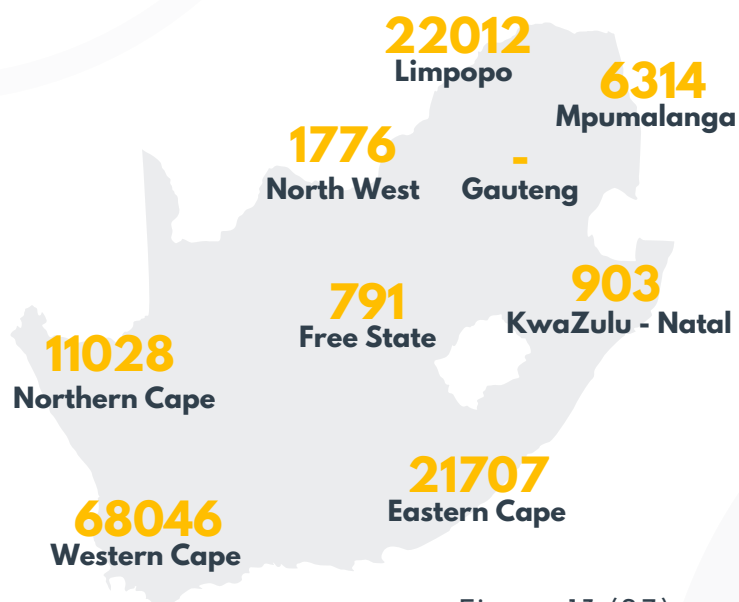 22012
Limpopo
6314
Mpumalanga
1776
North West
-
Gauteng
791
Free State
903
KwaZulu - Natal
11028
Northern Cape
21707
Eastern Cape
68046
Western Cape